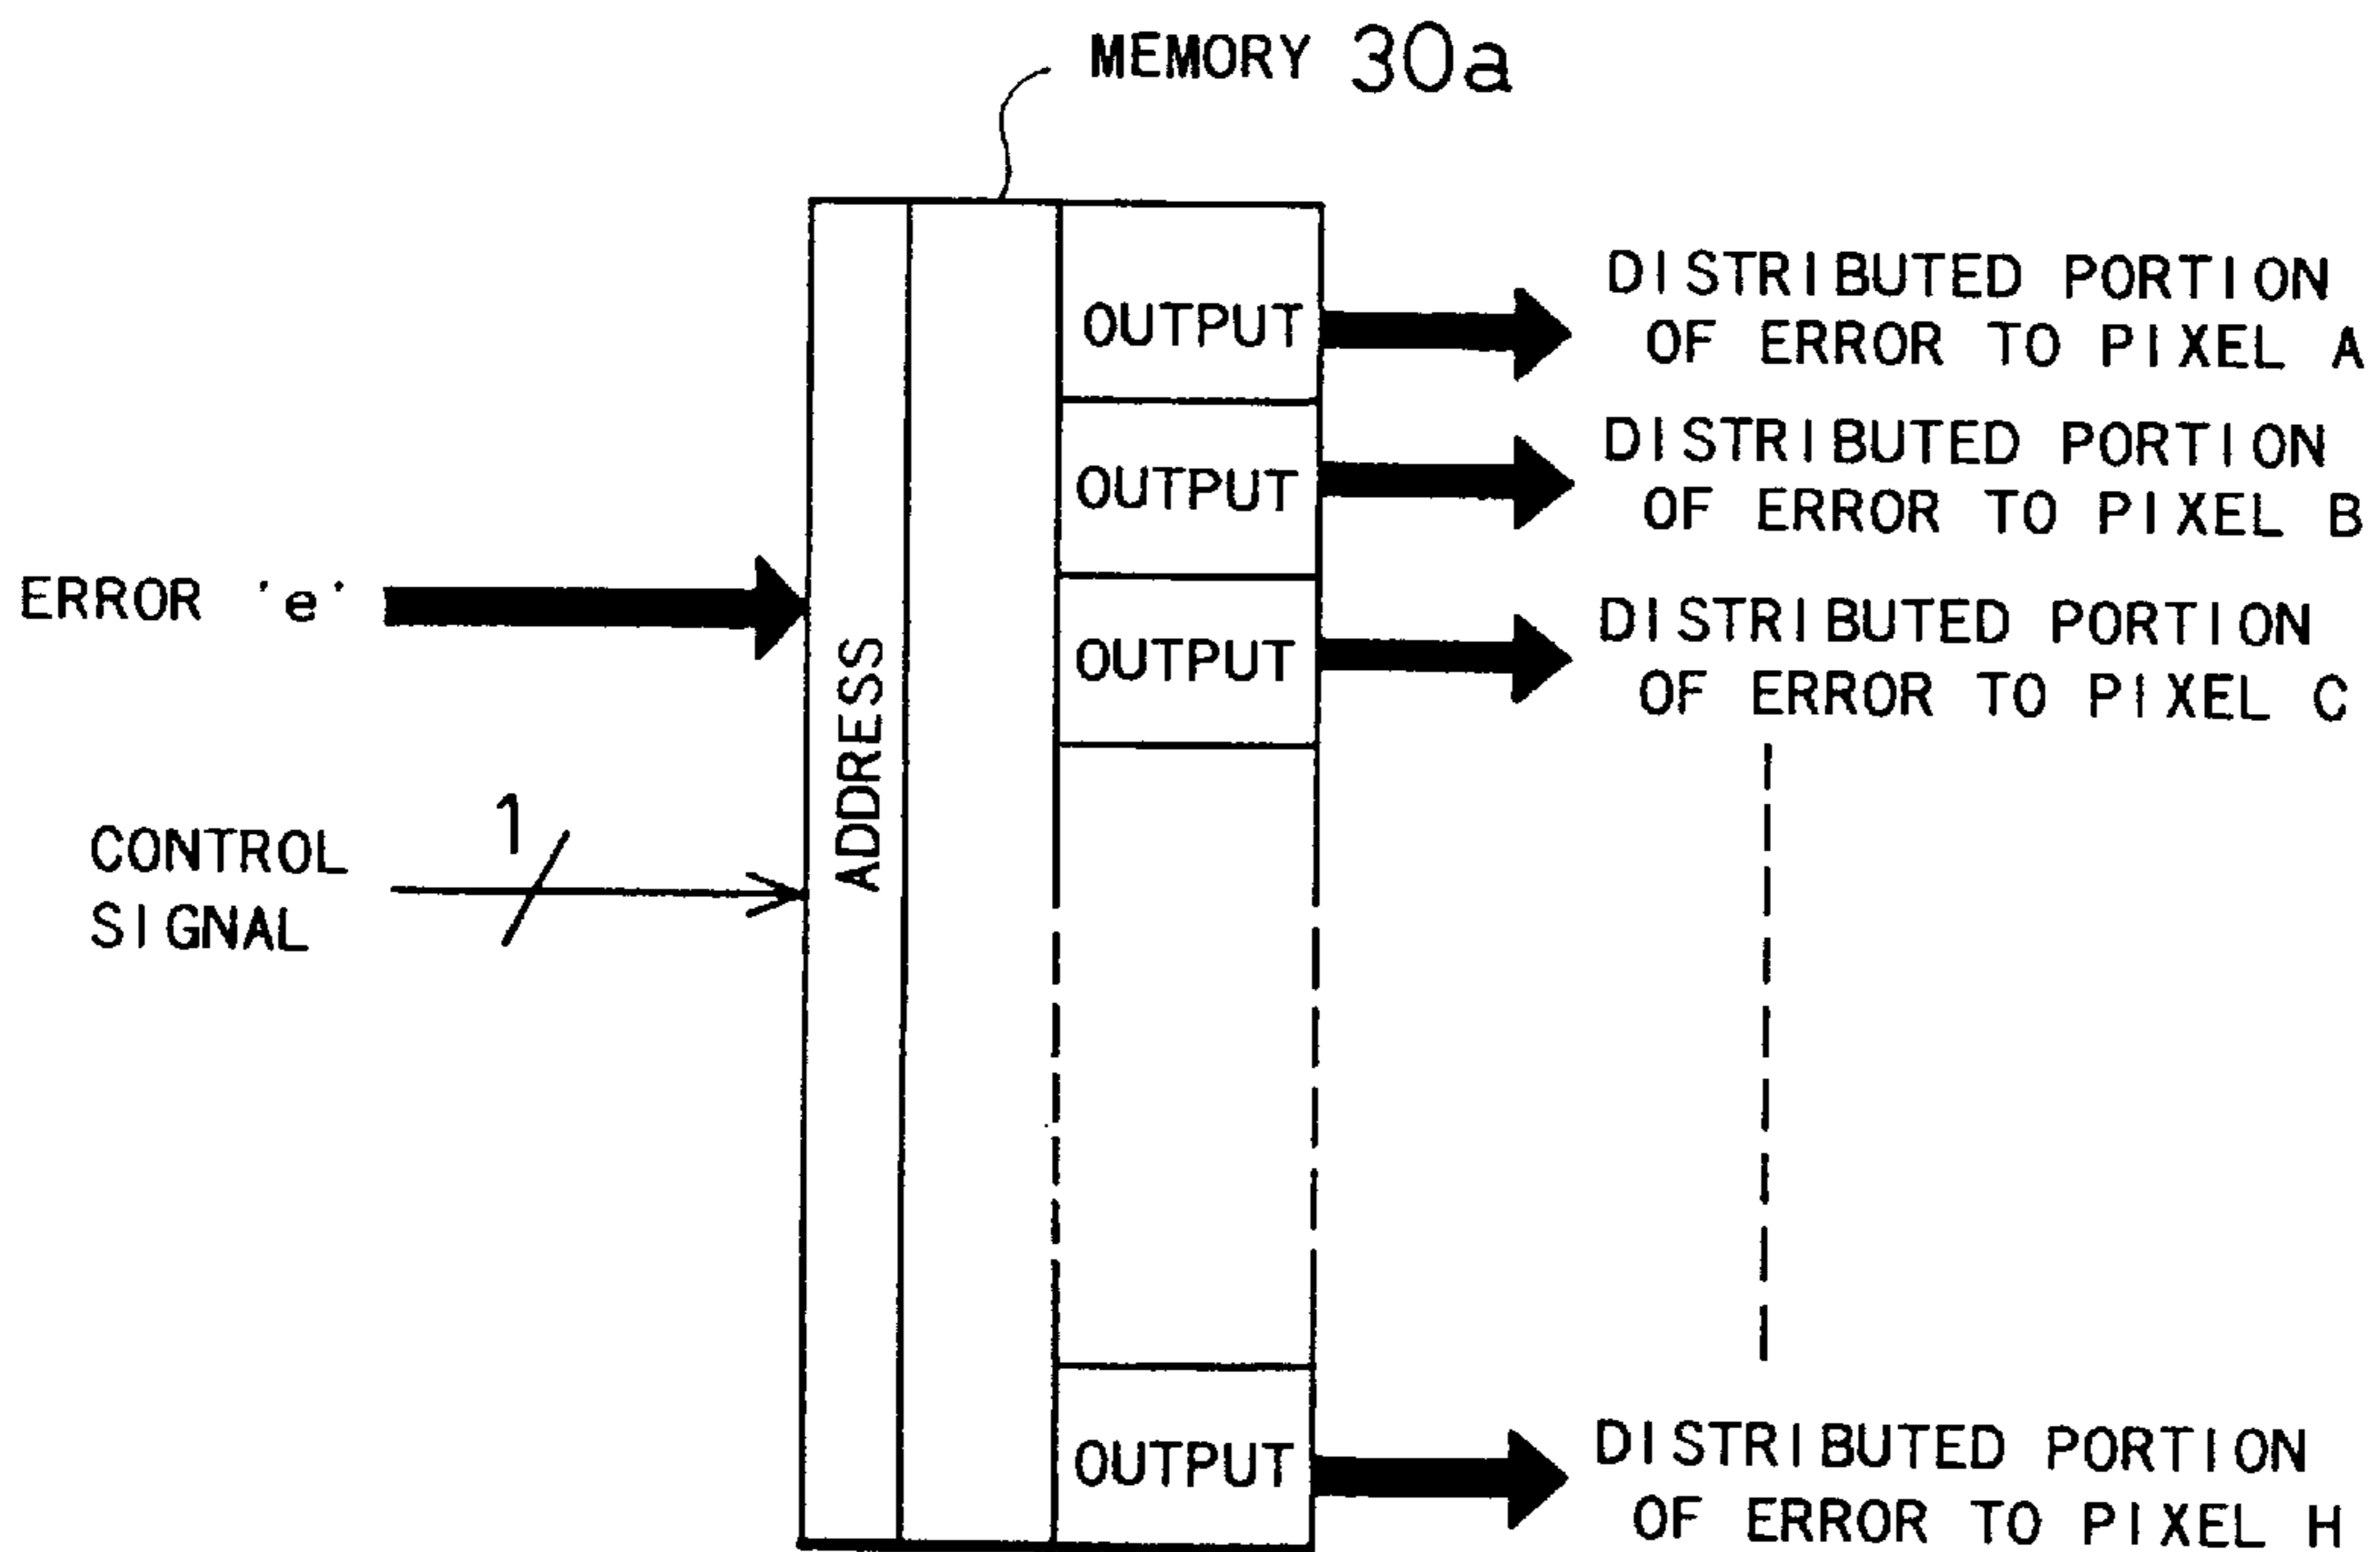 MEMORY 30a
OUTPUT
DISTRIBUTED PORTION
OF ERROR TO PIXEL A
OUTPUT
DISTRIBUTED PORTION
OF ERROR TO PIXEL B
ERROR 'e'
OUTPUT
DISTRIBUTED PORTION
OF ERROR TO PIXEL C
ADDRESS
1
CONTROL
SIGNAL
OUTPUT
DISTRIBUTED PORTION
OF ERROR TO PIXEL H